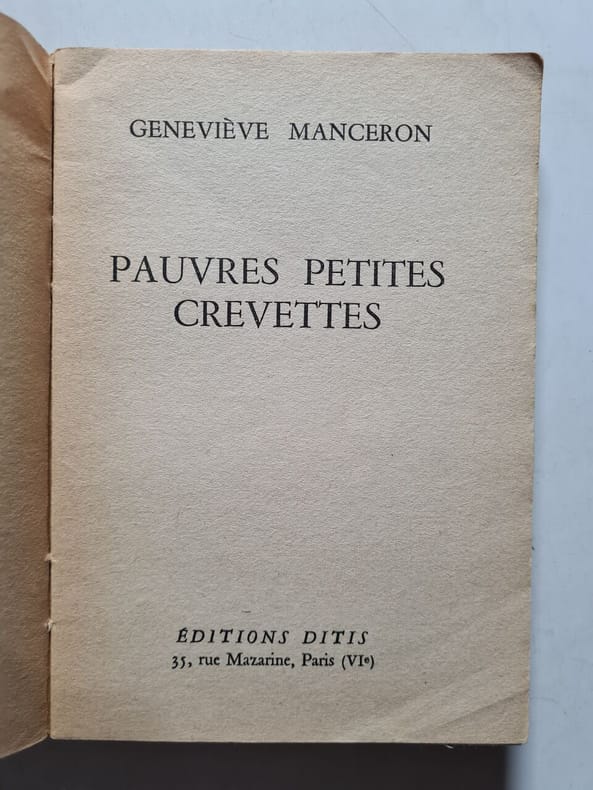 GENEVIÈVE MANCERON
PAUVRES PETITES
CREVETTES
ÉDITIONS DITIS
35, rue Mazarine, Paris (VIe)